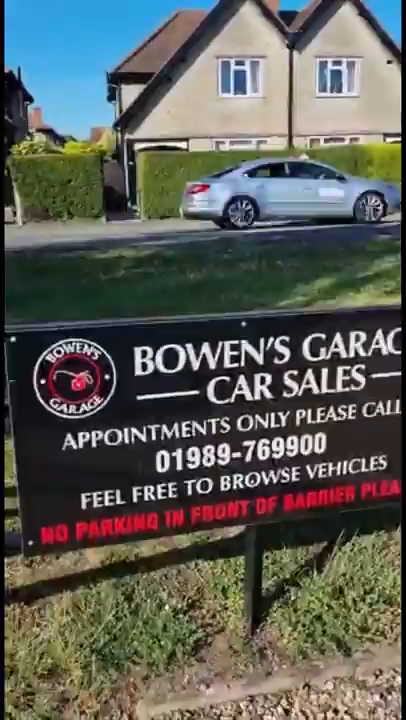 BOWEN'S
GARAGE
BOWEN'S GARAG
CAR SALES
APPOINTMENTS ONLY PLEASE CALL
01989-769900
FEEL FREE TO BROWSE VEHICLES
NO PARKING IN FRONT OF BARRIER PLEA